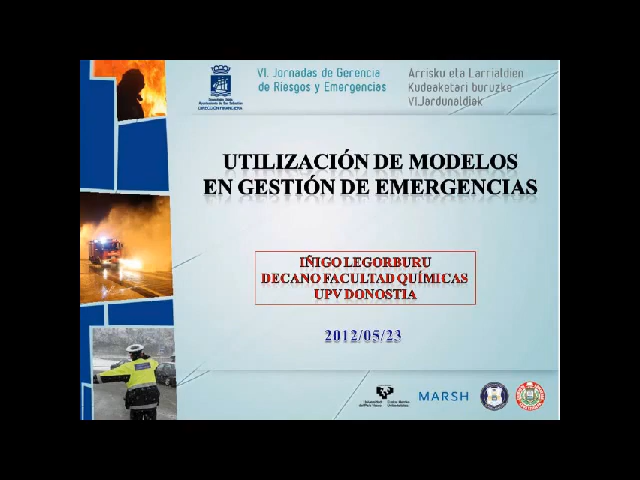 VI. Jornadas de Gerencia
de Riesgos y Emergencias
Arrisku eta Larrialdien
Kudeaketari buruzko
VI.Jardunaldiak
UTILIZACIÓN DE MODELOS
EN GESTIÓN DE EMERGENCIAS
IÑIGO LEGORBURU
DECANO FACULTAD QUÍMICAS
UPV DONOSTIA
2012/05/23
MARSH